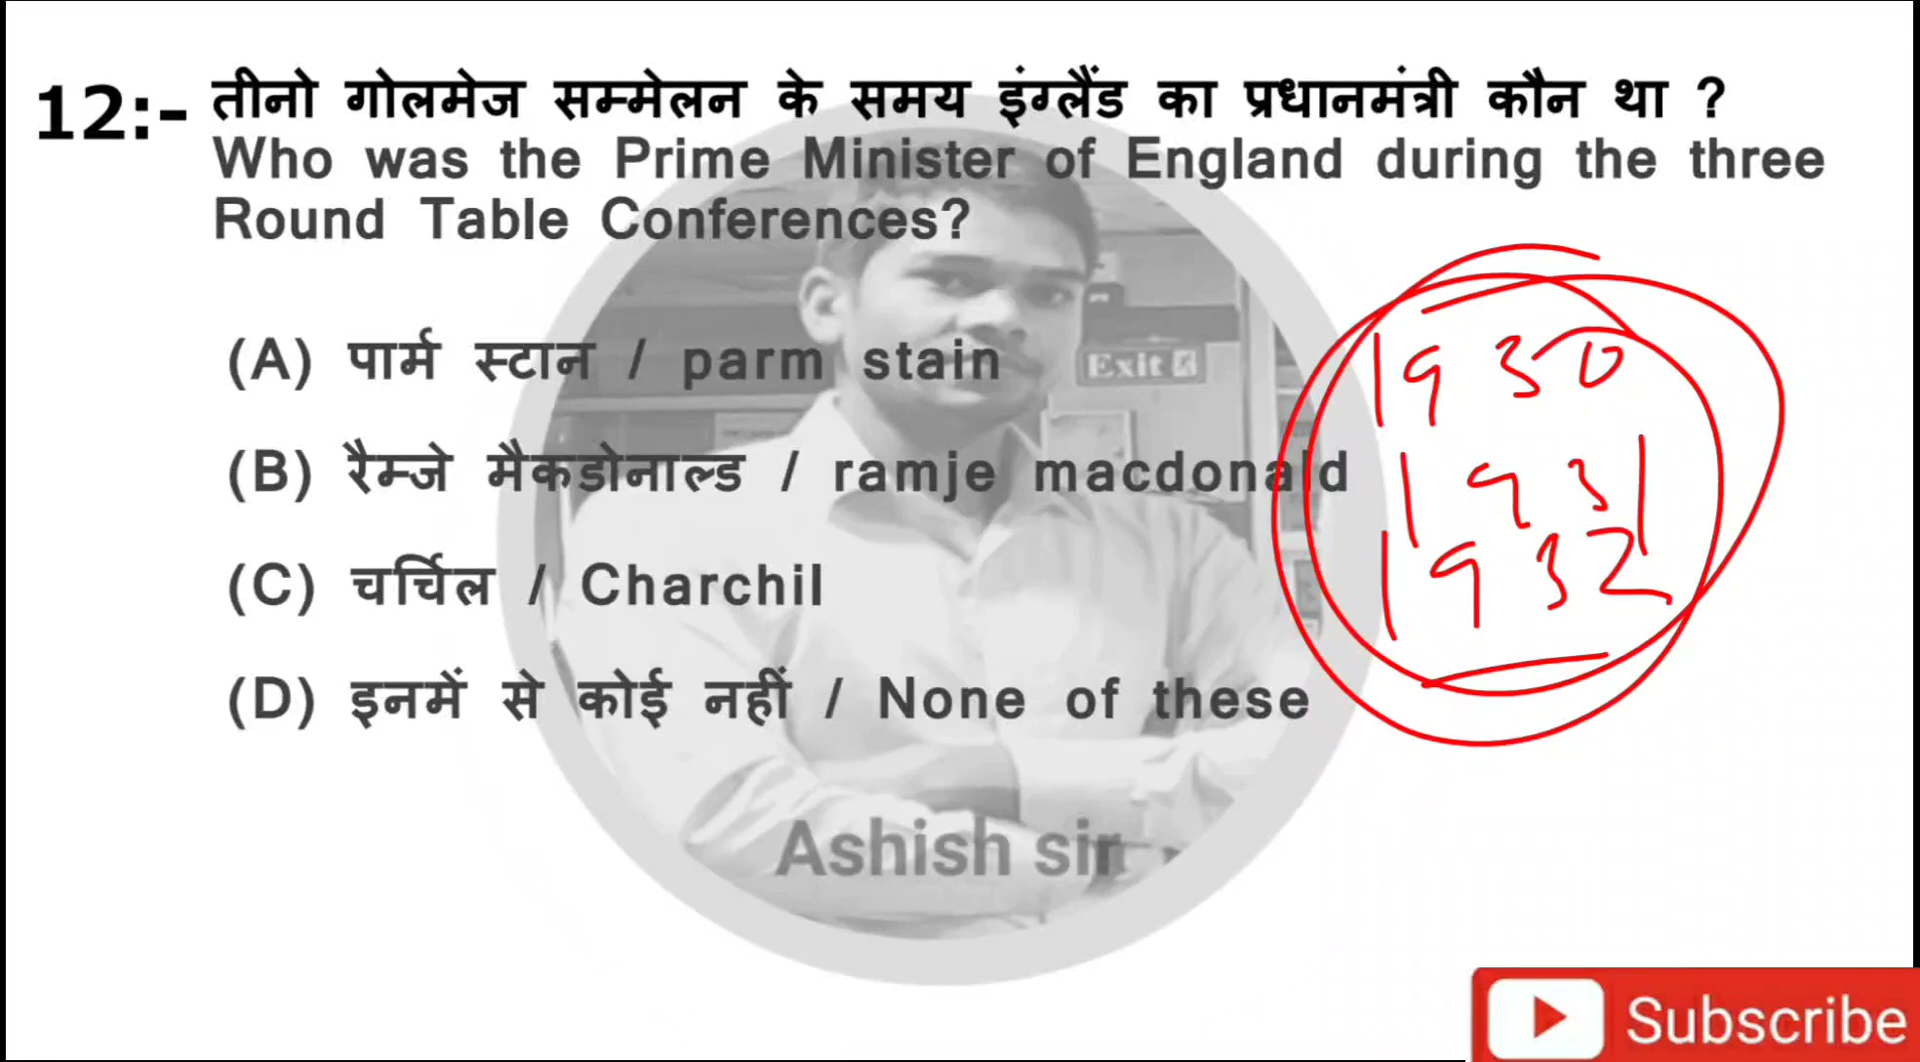 12:- तीनो गोलमेज सम्मेलन के समय इंग्लैंड का प्रधानमंत्री कौन था ?
Who was the Prime Minister of England during the three
Round Table Conferences?
(A) पार्म स्टान / parm stain
(B) रैम्जे मैकडोनाल्ड / ramje macdonald
(C) चर्चिल / Charchil
(D) इनमें से कोई नहीं / None of these
1930
1931
1932
Exit
Ashish sir
Subscribe